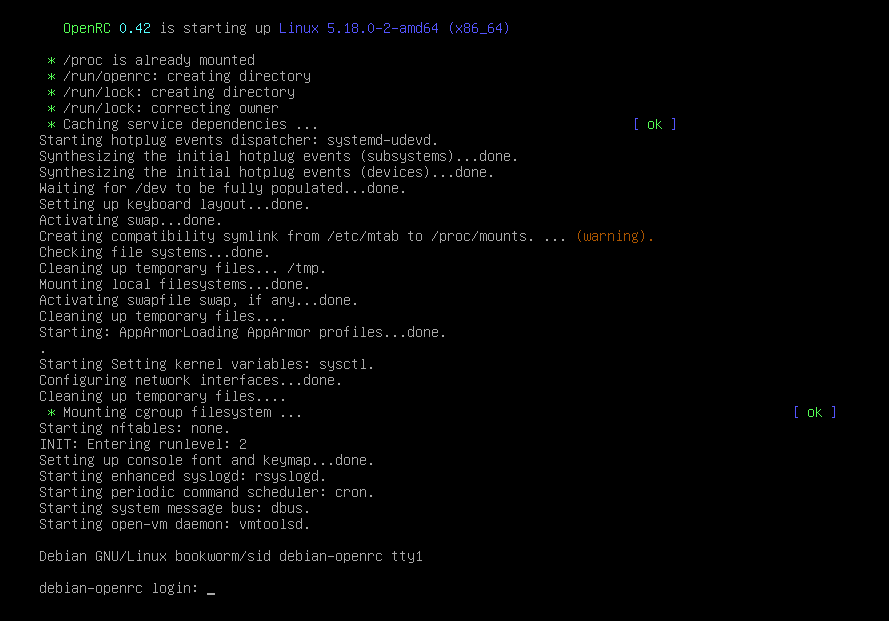 OpenRC 0.42 is starting up Linux 5.18.0-2-amd64 (x86_64)
* /proc is already mounted
* /run/openrc: creating directory
* /run/lock: creating directory
* /run/lock: correcting owner
* Caching service dependencies ... [ ok ]
Starting hotplug events dispatcher: systemd-udevd.
Synthesizing the initial hotplug events (subsystems)...done.
Synthesizing the initial hotplug events (devices)...done.
Waiting for /dev to be fully populated...done.
Setting up keyboard layout...done.
Activating swap...done.
Creating compatibility symlink from /etc/mtab to /proc/mounts. ... (warning).
Checking file systems...done.
Cleaning up temporary files... /tmp.
Mounting local filesystems...done.
Activating swapfile swap, if any...done.
Cleaning up temporary files....
Starting: AppArmorLoading AppArmor profiles...done.
.
Starting Setting kernel variables: sysctl.
Configuring network interfaces...done.
Cleaning up temporary files....
* Mounting cgroup filesystem ... [ ok ]
Starting nftables: none.
INIT: Entering runlevel: 2
Setting up console font and keymap...done.
Starting enhanced syslogd: rsyslogd.
Starting periodic command scheduler: cron.
Starting system message bus: dbus.
Starting open-vm daemon: vmtoolsd.
Debian GNU/Linux bookworm/sid debian-openrc tty1
debian-openrc login: _